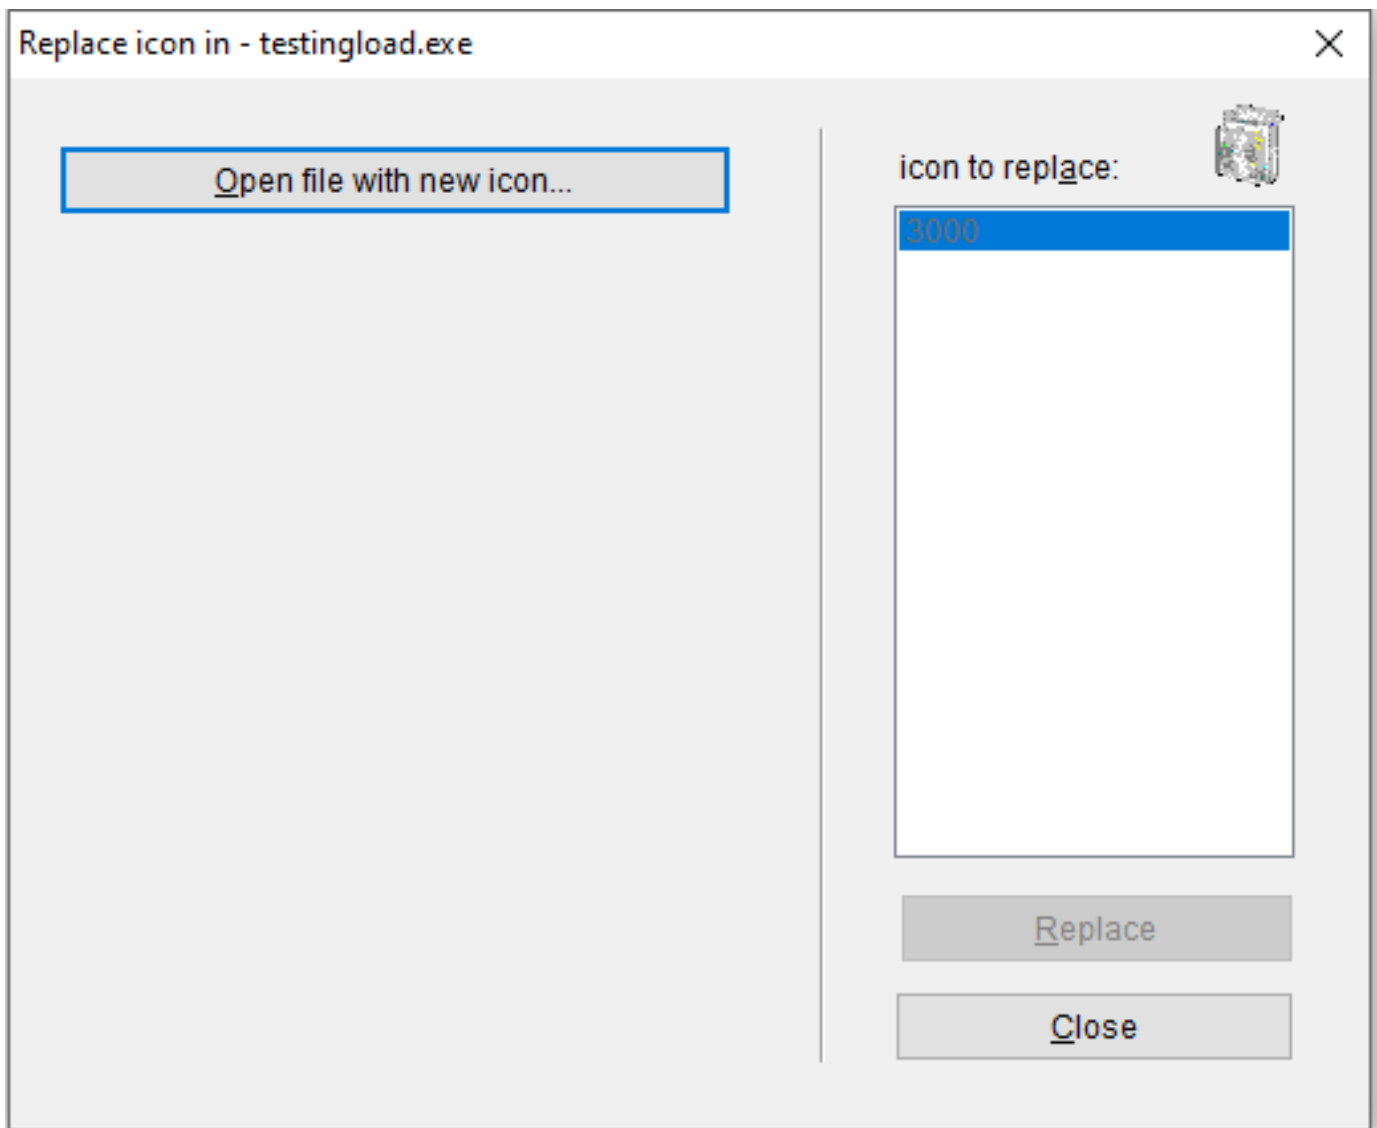 Replace icon in - testingload.exe
Open file with new icon...
icon to replace:
3000
Replace
Close